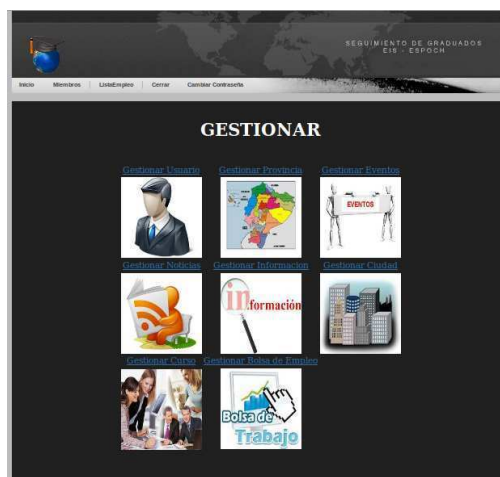 SEGUIMIENTO DE GRADUADOS
EIS - ESPOCH
Inicio Miembros ListaEmpleo Cerrar Cambiar Contraseña
GESTIONAR
Gestionar Usuario Gestionar Provincia Gestionar Eventos
EVENTOS
Gestionar Noticias Gestionar Informacion Gestionar Ciudad
información
Gestionar Curso Gestionar Bolsa de Empleo
Bolsa de
Trabajo